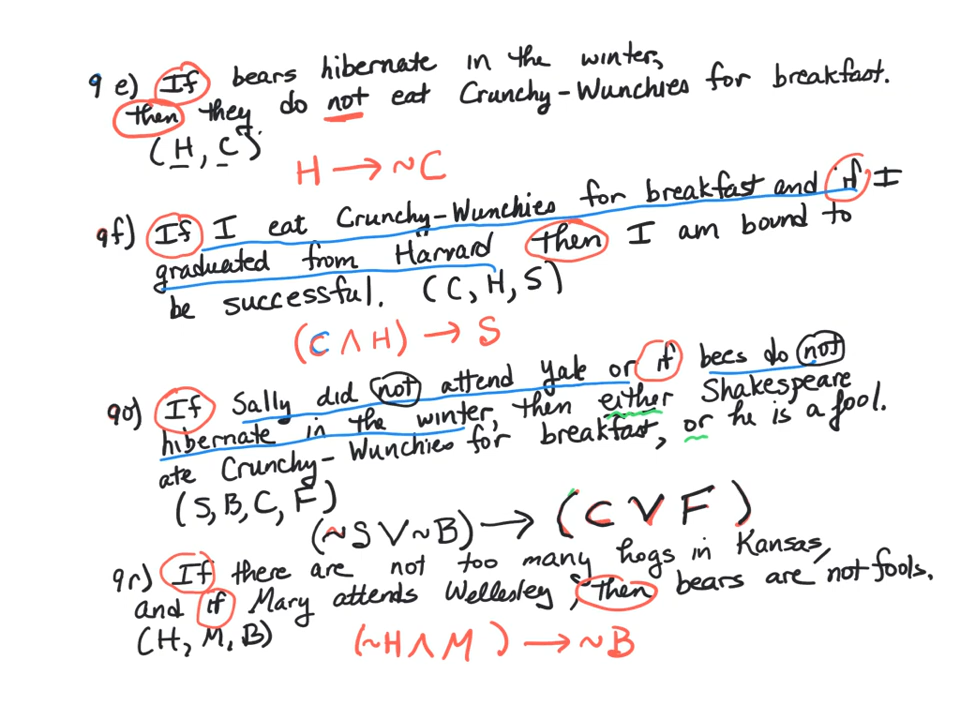 9 e) If bears hibernate in the winter,
then they do not eat Crunchy-Wunchies for breakfast.
(H, C).
H → ~C
9f) If I eat Crunchy-Wunchies for breakfast and if I
graduated from Harvard then I am bound to
be successful. (C, H, S)
(C ∧ H) → S
9o) If Sally did not attend Yale or if bees do not
hibernate in the winter, then either Shakespeare
ate Crunchy-Wunchies for breakfast, or he is a fool.
(S, B, C, F)
(~S ∨ ~B) → (C ∨ F)
9r) If there are not too many hogs in Kansas,
and if Mary attends Wellesley, then bears are not fools.
(H, M, B)
(~H ∧ M) → ~B